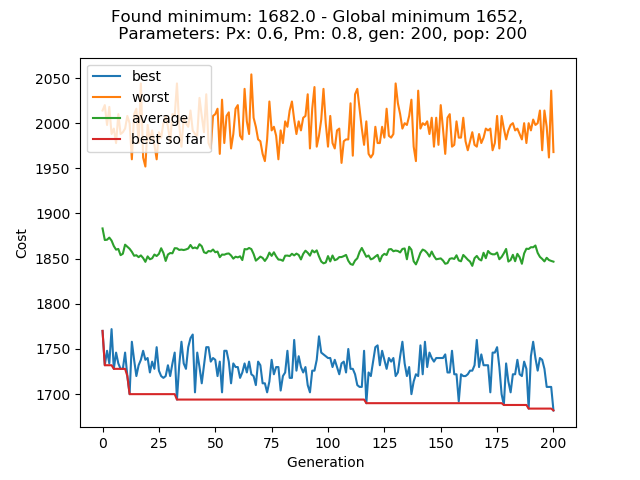 Found minimum: 1682.0 - Global minimum 1652,
Parameters: Px: 0.6, Pm: 0.8, gen: 200, pop: 200
best
worst
average
best so far
Cost
2050
2000
1950
1900
1850
1800
1750
1700
0 25 50 75 100 125 150 175 200
Generation